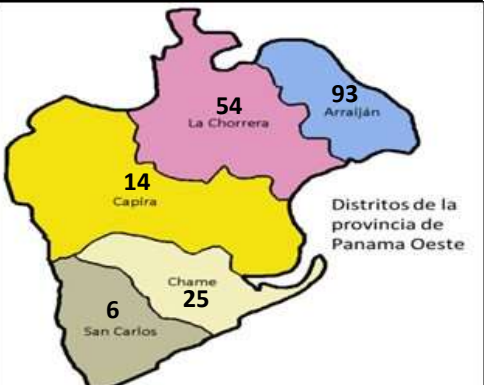 93
Arraiján
54
La Chorrera
14
Capira
Distritos de la
provincia de
Panama Oeste
Chame
25
6
San Carlos